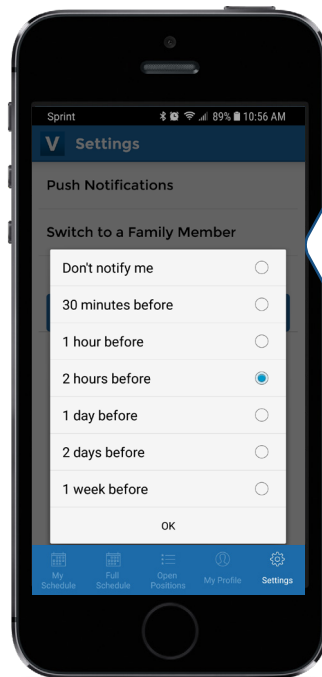 Sprint 89% 10:56 AM
V Settings
Push Notifications
Switch to a Family Member
Don't notify me
30 minutes before
1 hour before
2 hours before
1 day before
2 days before
1 week before
OK
My Schedule
Full Schedule
Open Positions
My Profile
Settings